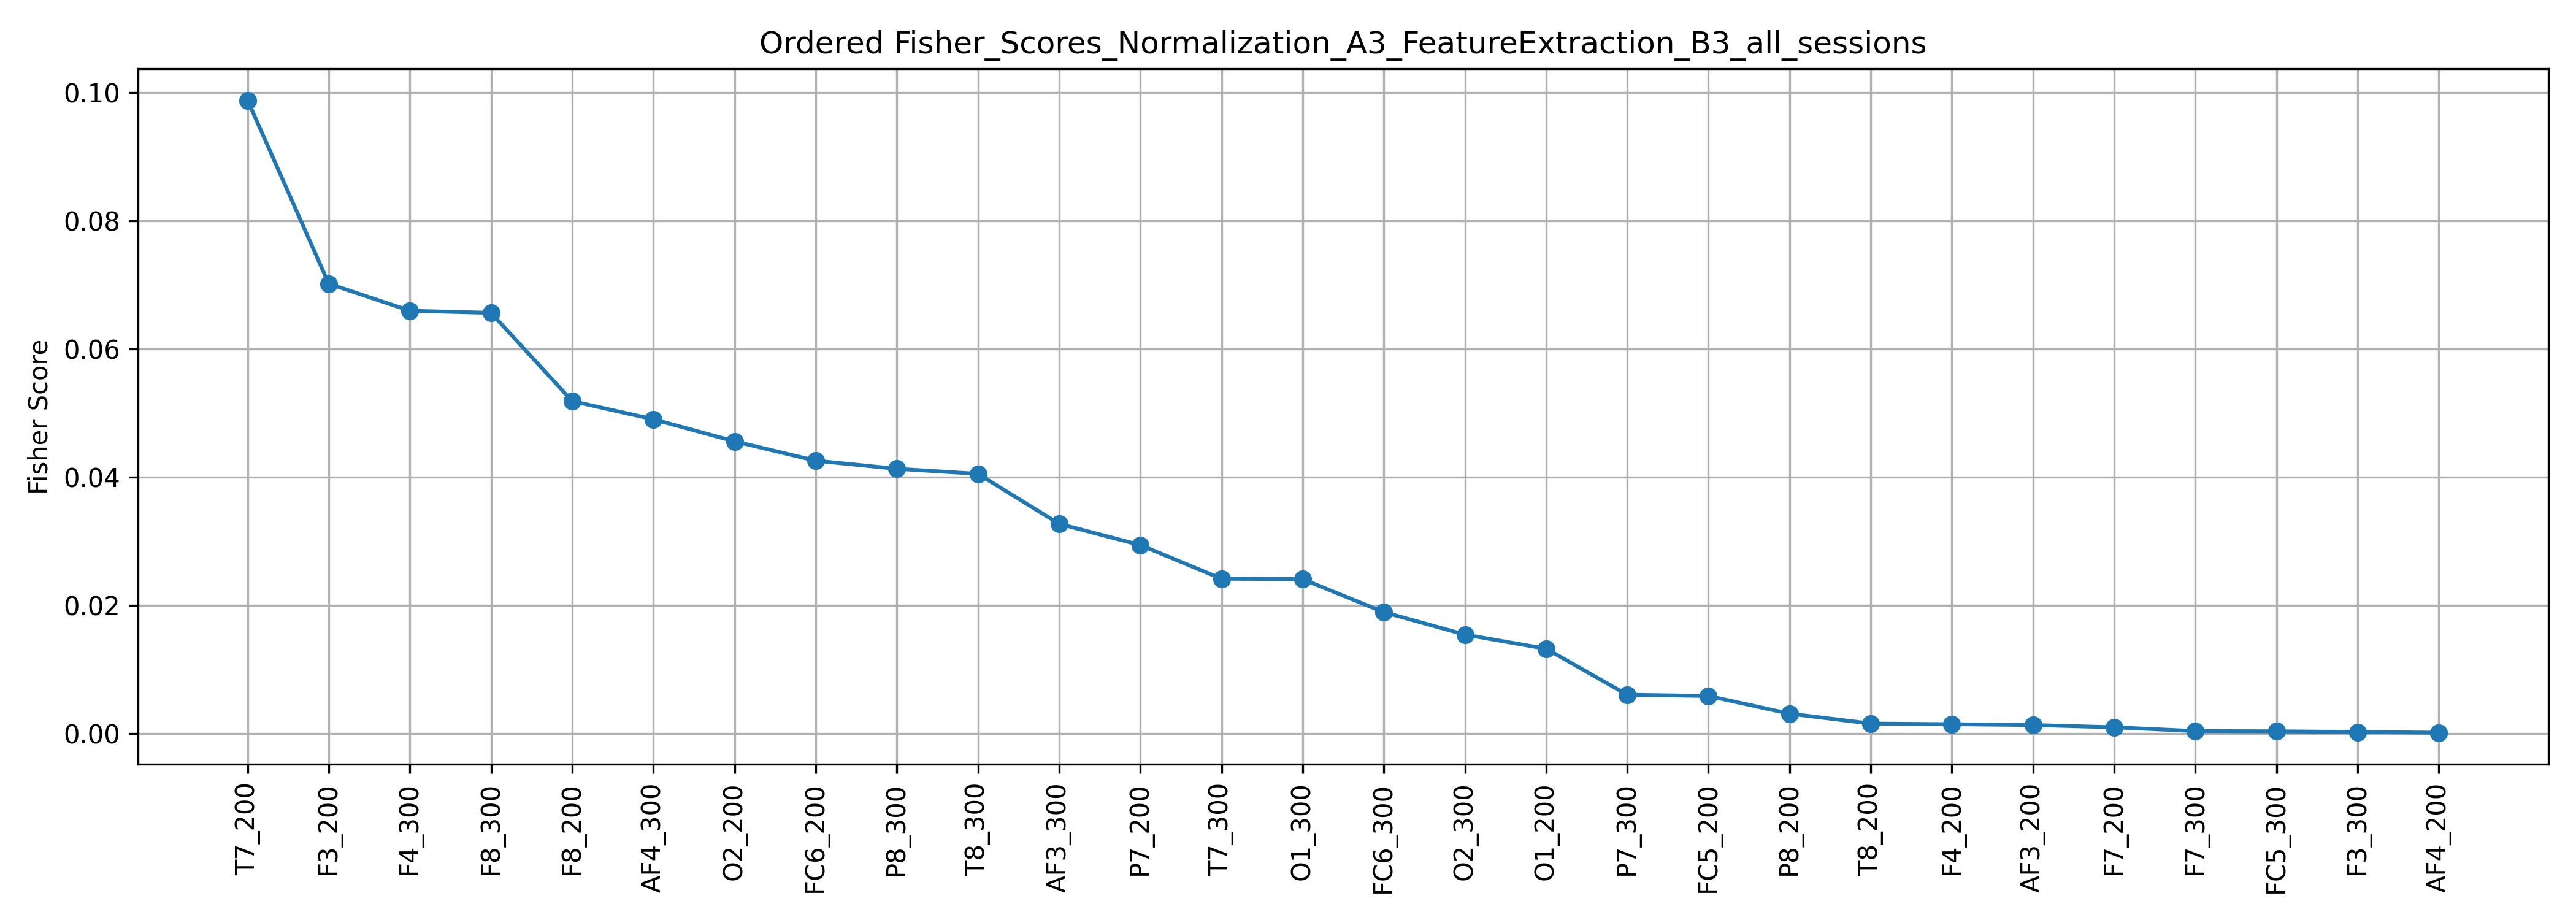 Ordered Fisher_Scores_Normalization_A3_FeatureExtraction_B3_all_sessions
Fisher Score
0.10
0.08
0.06
0.04
0.02
0.00
T7_200
F3_200
F4_300
F8_300
F8_200
AF4_300
O2_200
FC6_200
P8_300
T8_300
AF3_300
P7_200
T7_300
O1_300
FC6_300
O2_300
O1_200
P7_300
FC5_200
P8_200
T8_200
F4_200
AF3_200
F7_200
F7_300
FC5_300
F3_300
AF4_200